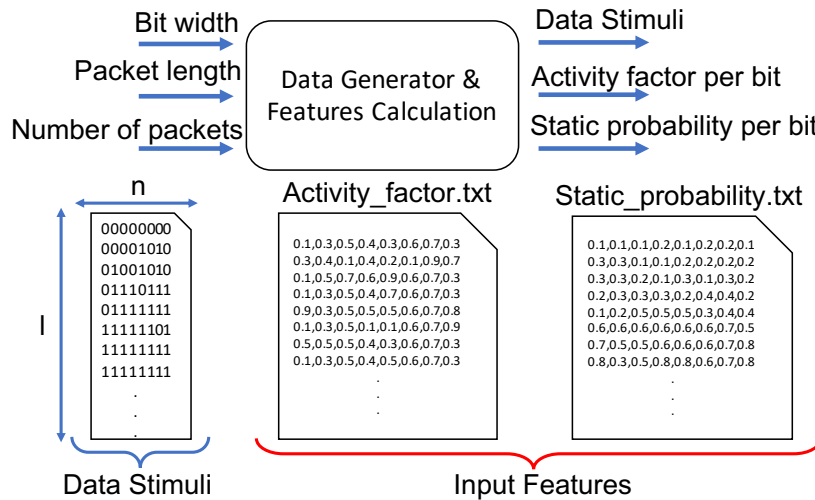 Bit width
Packet length
Number of packets
Data Generator &
Features Calculation
Data Stimuli
Activity factor per bit
Static probability per bit
n
l
00000000
00001010
01001010
01110111
01111111
11111101
11111111
11111111
.
.
.
Data Stimuli
Activity_factor.txt
0.1,0.3,0.5,0.4,0.3,0.6,0.7,0.3
0.3,0.4,0.1,0.4,0.2,0.1,0.9,0.7
0.1,0.5,0.7,0.6,0.9,0.6,0.7,0.3
0.1,0.3,0.5,0.4,0.7,0.6,0.7,0.3
0.9,0.3,0.5,0.5,0.5,0.6,0.7,0.8
0.1,0.3,0.5,0.1,0.1,0.6,0.7,0.9
0.5,0.5,0.5,0.4,0.3,0.6,0.7,0.3
0.1,0.3,0.5,0.4,0.5,0.6,0.7,0.3
.
.
.
Static_probability.txt
0.1,0.1,0.1,0.2,0.1,0.2,0.2,0.1
0.3,0.3,0.1,0.1,0.2,0.2,0.2,0.2
0.3,0.3,0.2,0.1,0.3,0.1,0.3,0.2
0.2,0.3,0.3,0.3,0.2,0.4,0.4,0.2
0.1,0.2,0.5,0.5,0.5,0.3,0.4,0.4
0.6,0.6,0.6,0.6,0.6,0.6,0.7,0.5
0.7,0.5,0.5,0.6,0.6,0.6,0.7,0.8
0.8,0.3,0.5,0.8,0.8,0.6,0.7,0.8
.
.
.
Input Features